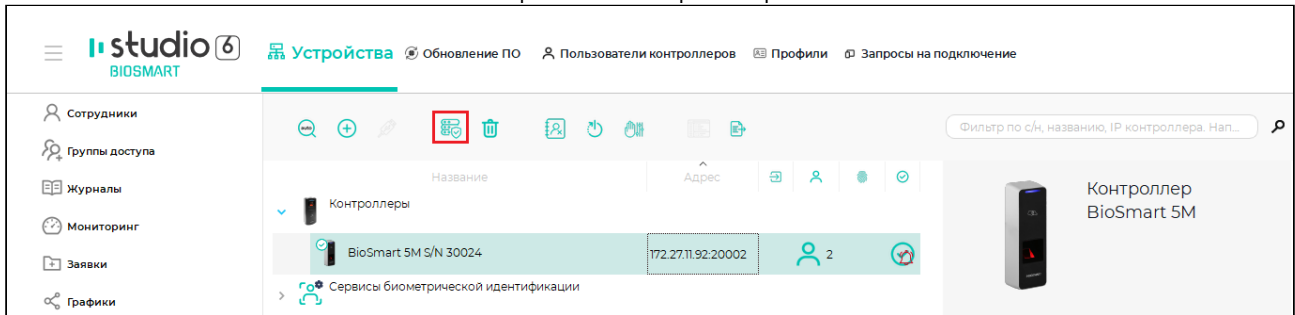 studio 6
BIOSMART
Устройства Обновление ПО Пользователи контроллеров Профили Запросы на подключение
Сотрудники
Группы доступа
Журналы
Мониторинг
Заявки
Графики
Фильтр по с/н, названию, IP контроллера. Нап...
Название Адрес
Контроллеры
BioSmart 5M S/N 30024 172.27.11.92:20002 2
Сервисы биометрической идентификации
Контроллер
BioSmart 5M